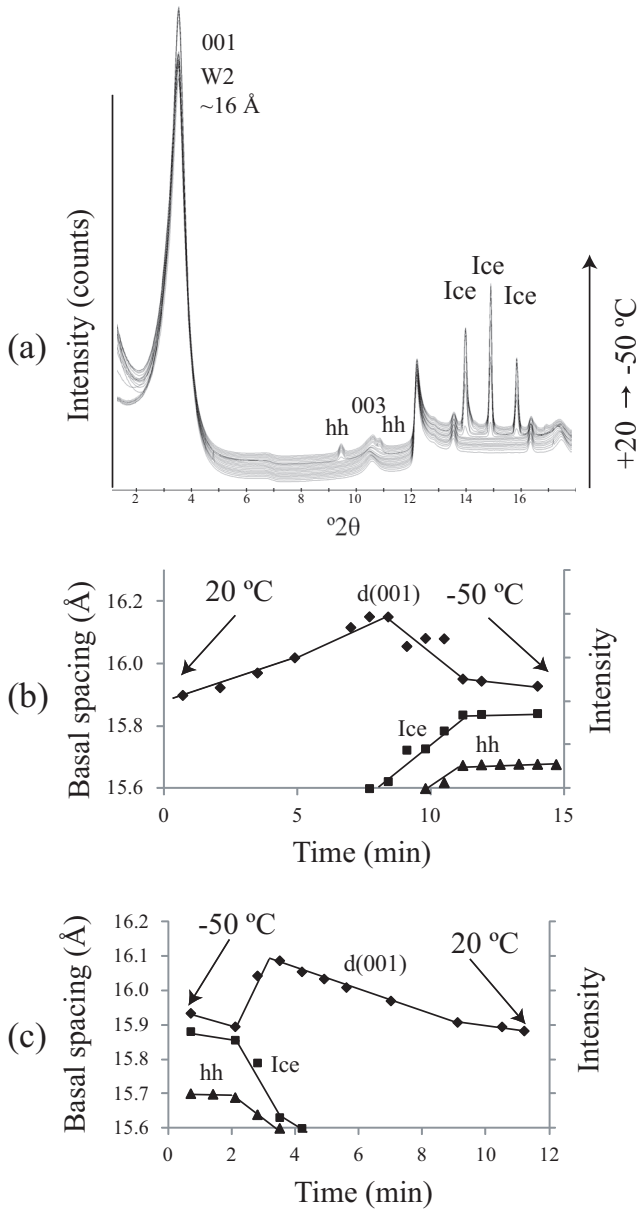 001
W2
~16 Å
Intensity (counts)
(a)
Ice
Ice
Ice
003
hh
hh
2 4 6 8 10 12 14 16
º2θ
+20 → -50 ºC
(b)
Basal spacing (Å)
16.2
16.0
15.8
15.6
20 ºC
d(001)
-50 ºC
Ice
hh
Intensity
0 5 10 15
Time (min)
(c)
Basal spacing (Å)
16.2
16.1
16.0
15.9
15.8
15.7
15.6
-50 ºC
20 ºC
d(001)
Ice
hh
Intensity
0 2 4 6 8 10 12
Time (min)